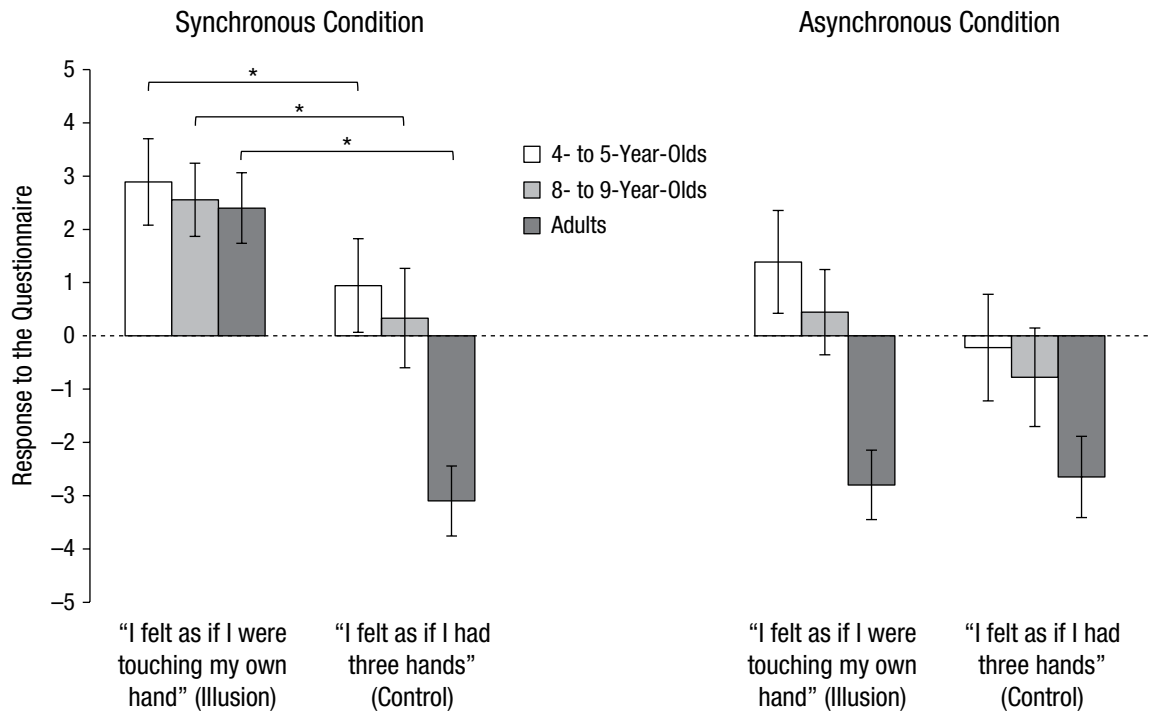 Synchronous Condition
Asynchronous Condition
Response to the Questionnaire
5
4
3
2
1
0
–1
–2
–3
–4
–5
*
*
*
4- to 5-Year-Olds
8- to 9-Year-Olds
Adults
“I felt as if I were
touching my own
hand” (Illusion)
“I felt as if I had
three hands”
(Control)
“I felt as if I were
touching my own
hand” (Illusion)
“I felt as if I had
three hands”
(Control)